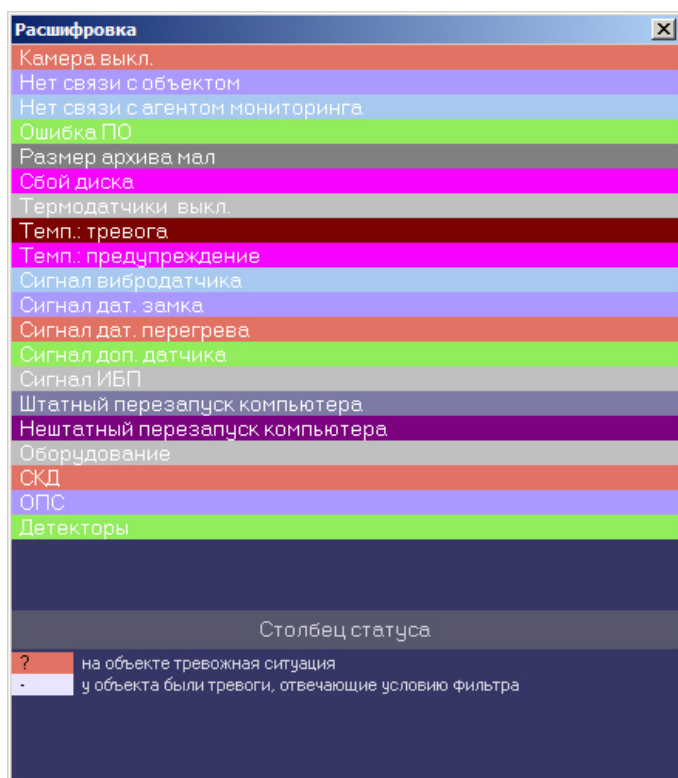 Расшифровка
Камера выкл.
Нет связи с объектом
Нет связи с агентом мониторинга
Ошибка ПО
Размер архива мал
Сбой диска
Термодатчики выкл.
Темп.: тревога
Темп.: предупреждение
Сигнал вибродатчика
Сигнал дат. замка
Сигнал дат. перегрева
Сигнал доп. датчика
Сигнал ИБП
Штатный перезапуск компьютера
Нештатный перезапуск компьютера
Оборудование
СКД
ОПС
Детекторы
Столбец статуса
? на объекте тревожная ситуация
- у объекта были тревоги, отвечающие условию фильтра